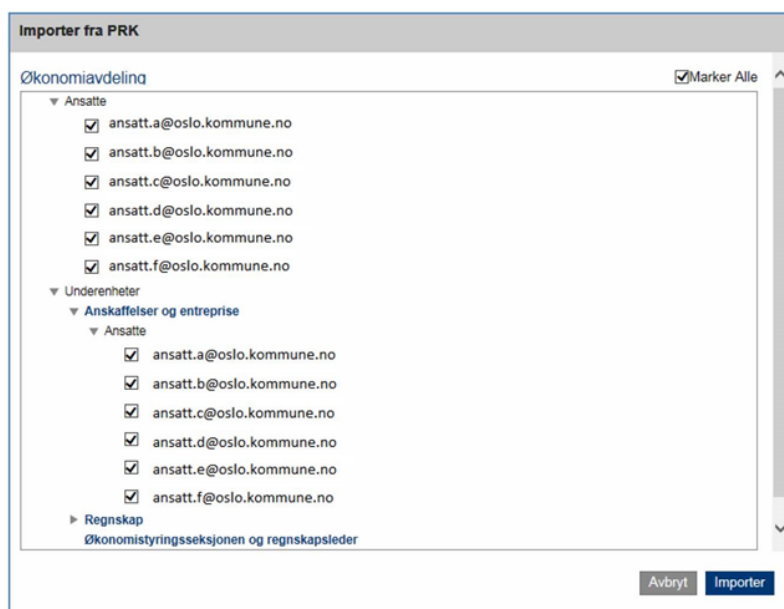 Importer fra PRK
Økonomiavdeling
Marker Alle
Ansatte
ansatt.a@oslo.kommune.no
ansatt.b@oslo.kommune.no
ansatt.c@oslo.kommune.no
ansatt.d@oslo.kommune.no
ansatt.e@oslo.kommune.no
ansatt.f@oslo.kommune.no
Underenheter
Anskaffelser og entreprise
Ansatte
ansatt.a@oslo.kommune.no
ansatt.b@oslo.kommune.no
ansatt.c@oslo.kommune.no
ansatt.d@oslo.kommune.no
ansatt.e@oslo.kommune.no
ansatt.f@oslo.kommune.no
Regnskap
Økonomistyringsseksjonen og regnskapsleder
Avbryt Importer